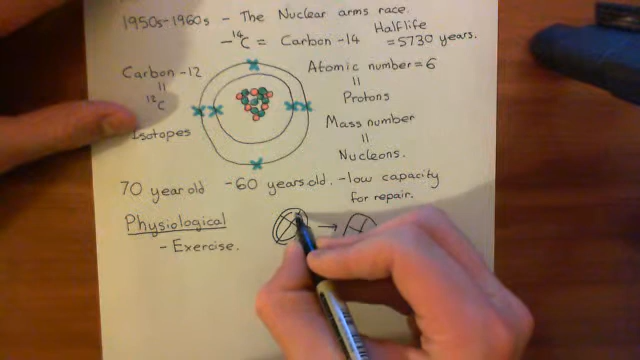 1950s-1960s - The Nuclear arms race.
- ¹⁴C = Carbon -14 Halflife = 5730 years.
Carbon -12
=
¹²C
Isotopes
Atomic number = 6
=
Protons
Mass number
=
Nucleons.
70 year old - 60 years old. - low capacity
for repair.
Physiological
- Exercise.